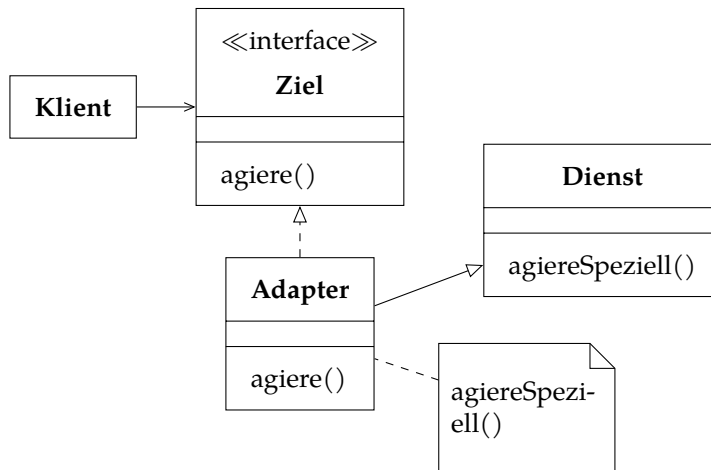 ≪interface≫
Ziel
Klient
agiere()
Dienst
agiereSpeziell()
Adapter
agiere()
agiereSpezi-
ell()